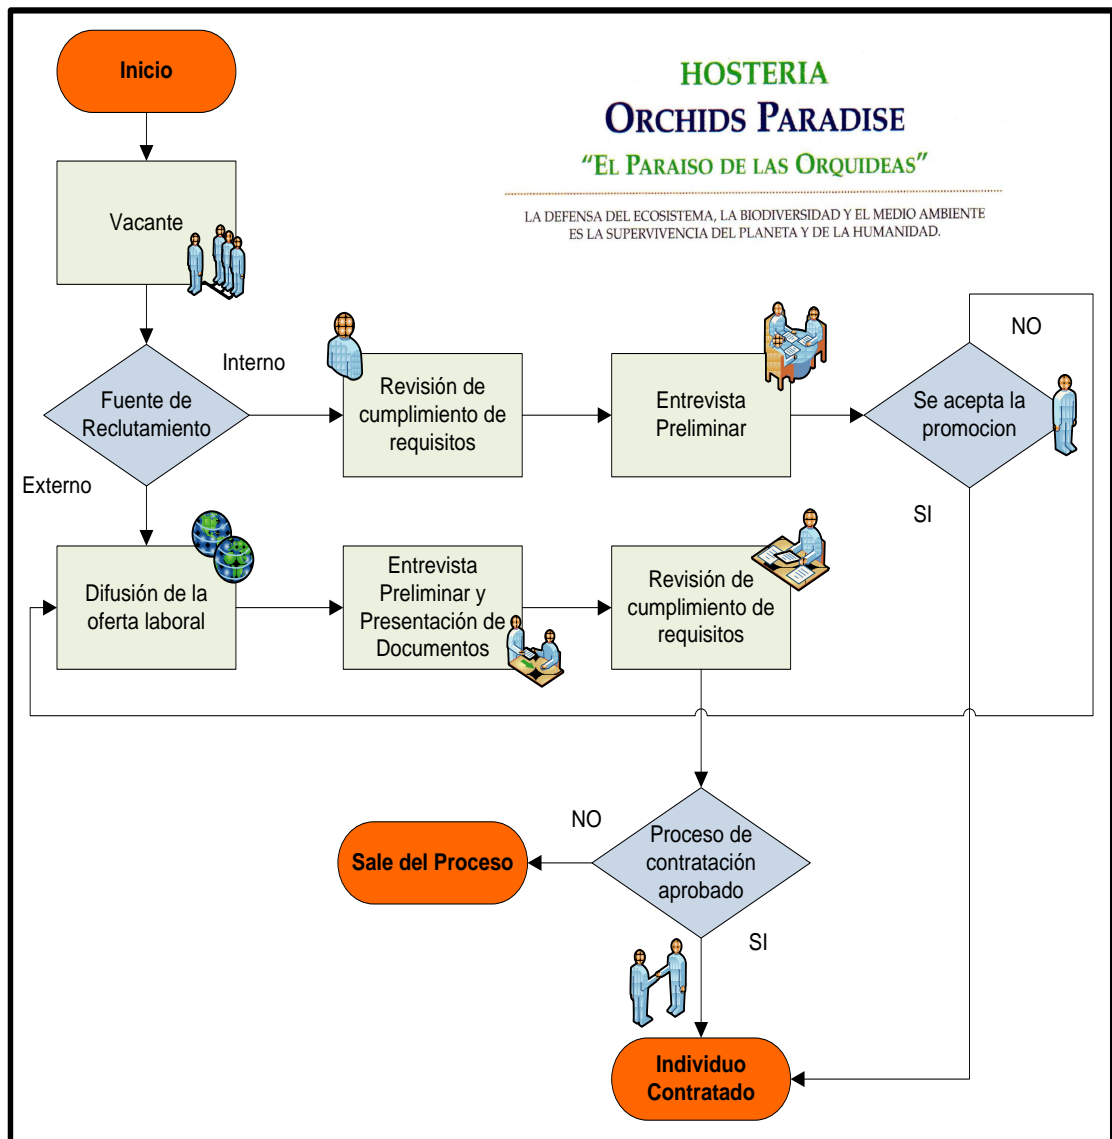 Inicio
HOSTERIA
ORCHIDS PARADISE
“EL PARAISO DE LAS ORQUIDEAS”
LA DEFENSA DEL ECOSISTEMA, LA BIODIVERSIDAD Y EL MEDIO AMBIENTE
ES LA SUPERVIVENCIA DEL PLANETA Y DE LA HUMANIDAD.
Vacante
Fuente de
Reclutamiento
Interno
Revisión de
cumplimiento de
requisitos
Entrevista
Preliminar
Se acepta la
promocion
NO
SI
Externo
Difusión de la
oferta laboral
Entrevista
Preliminar y
Presentación de
Documentos
Revisión de
cumplimiento de
requisitos
Proceso de
contratación
aprobado
NO
Sale del Proceso
SI
Individuo
Contratado